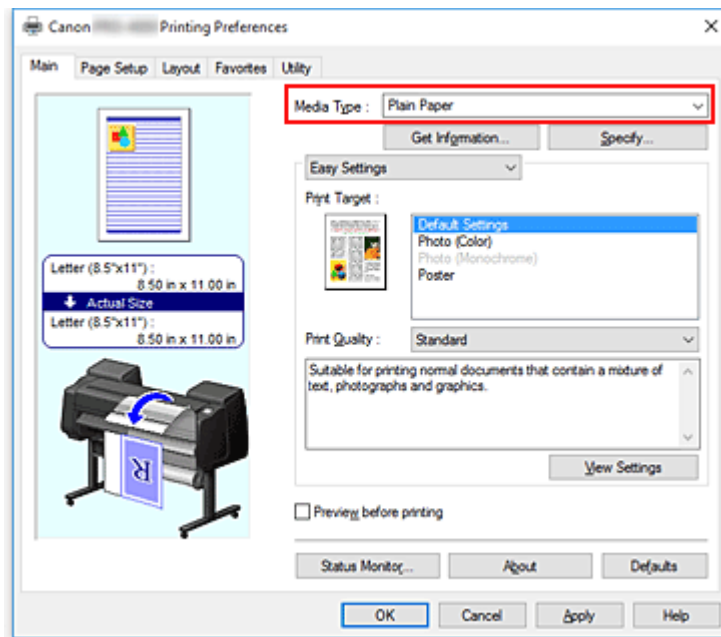 Canon Printing Preferences
Main Page Setup Layout Favorites Utility
Media Type : Plain Paper
Get Information... Specify...
Easy Settings
Print Target :
Default Settings
Photo (Color)
Photo (Monochrome)
Poster
Letter (8.5"x11") :
8.50 in x 11.00 in
Actual Size
Letter (8.5"x11") :
8.50 in x 11.00 in
Print Quality : Standard
Suitable for printing normal documents that contain a mixture of
text, photographs and graphics.
R
View Settings
Preview before printing
Status Monitor... About Defaults
OK Cancel Apply Help